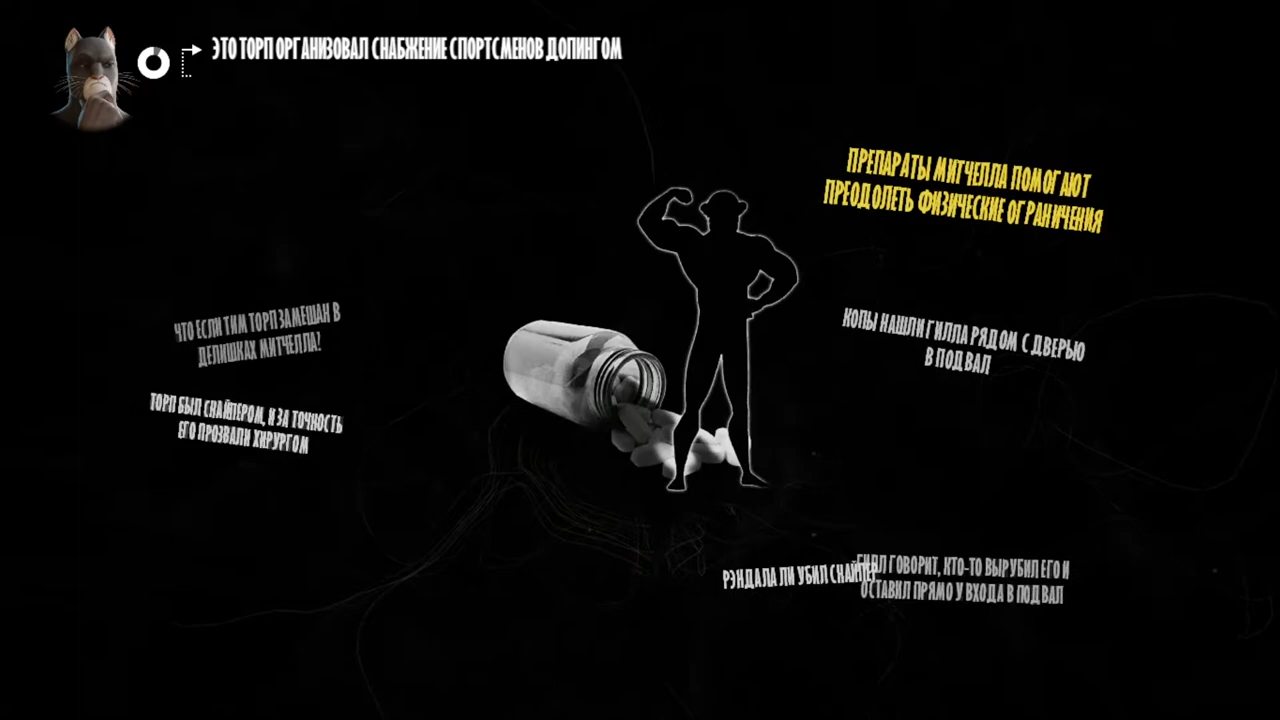 ЭТО ТОРП ОРГАНИЗОВАЛ СНАБЖЕНИЕ СПОРТСМЕНОВ ДОПИНГОМ
ПРЕПАРАТЫ МИТЧЕЛЛА ПОМОГАЮТ
ПРЕОДОЛЕТЬ ФИЗИЧЕСКИЕ ОГРАНИЧЕНИЯ
ЧТО ЕСЛИ ТИМ ТОРП ЗАМЕШАН В
ДЕЛИШКАХ МИТЧЕЛЛА?
КОПЫ НАШЛИ ГИЛЛА РЯДОМ С ДВЕРЬЮ
В ПОДВАЛ
ТОРП БЫЛ СНАЙПЕРОМ, И ЗА ТОЧНОСТЬ
ЕГО ПРОЗВАЛИ ХИРУРГОМ
РЭНДАЛА ЛИ УБИЛ СНАЙПЕР
ГИЛЛ ГОВОРИТ, КТО-ТО ВЫРУБИЛ ЕГО И
ОСТАВИЛ ПРЯМО У ВХОДА В ПОДВАЛ